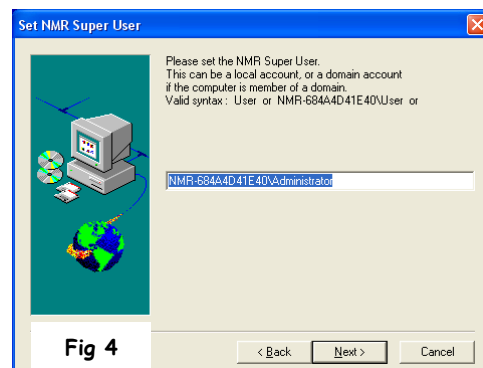 Set NMR Super User
Please set the NMR Super User.
This can be a local account, or a domain account
if the computer is member of a domain.
Valid syntax : User or NMR-684A4D41E40\User or
NMR-684A4D41E40\Administrator
Fig 4
< Back
Next >
Cancel